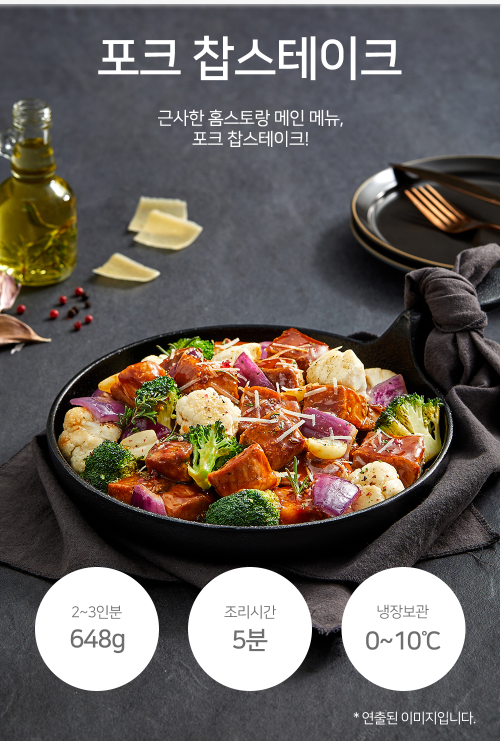 포크 찹스테이크
근사한 홈스토랑 메인 메뉴,
포크 찹스테이크!
2~3인분
648g
조리시간
5분
냉장보관
0~10℃
* 연출된 이미지입니다.